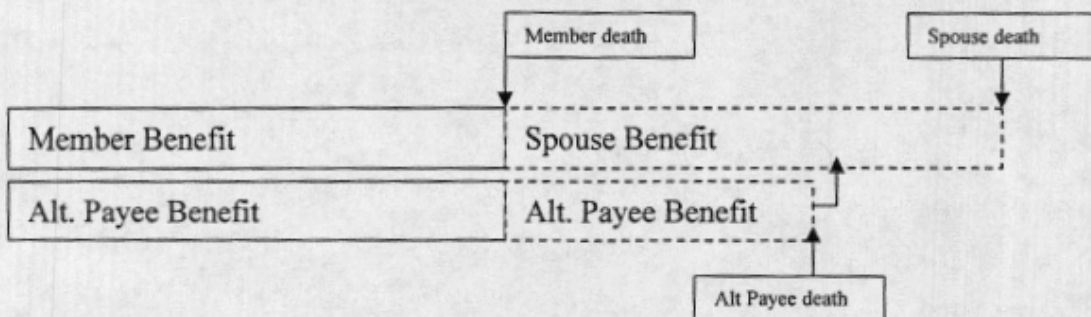 Member death
Spouse death
Member Benefit
Spouse Benefit
Alt. Payee Benefit
Alt. Payee Benefit
Alt Payee death